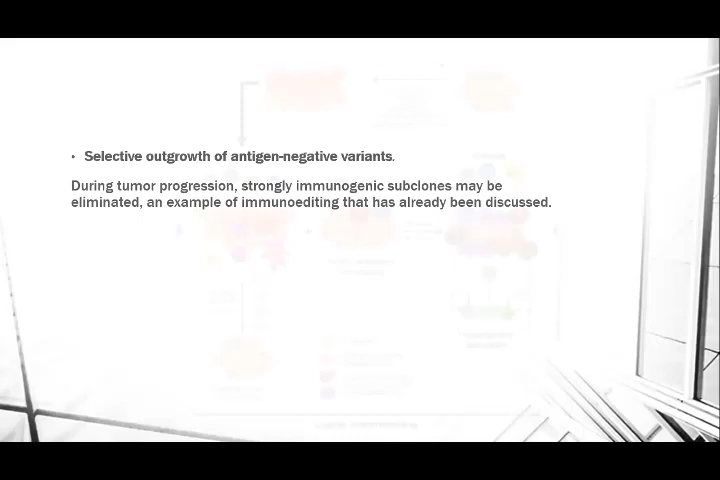 • Selective outgrowth of antigen-negative variants.
During tumor progression, strongly immunogenic subclones may be
eliminated, an example of immunoediting that has already been discussed.